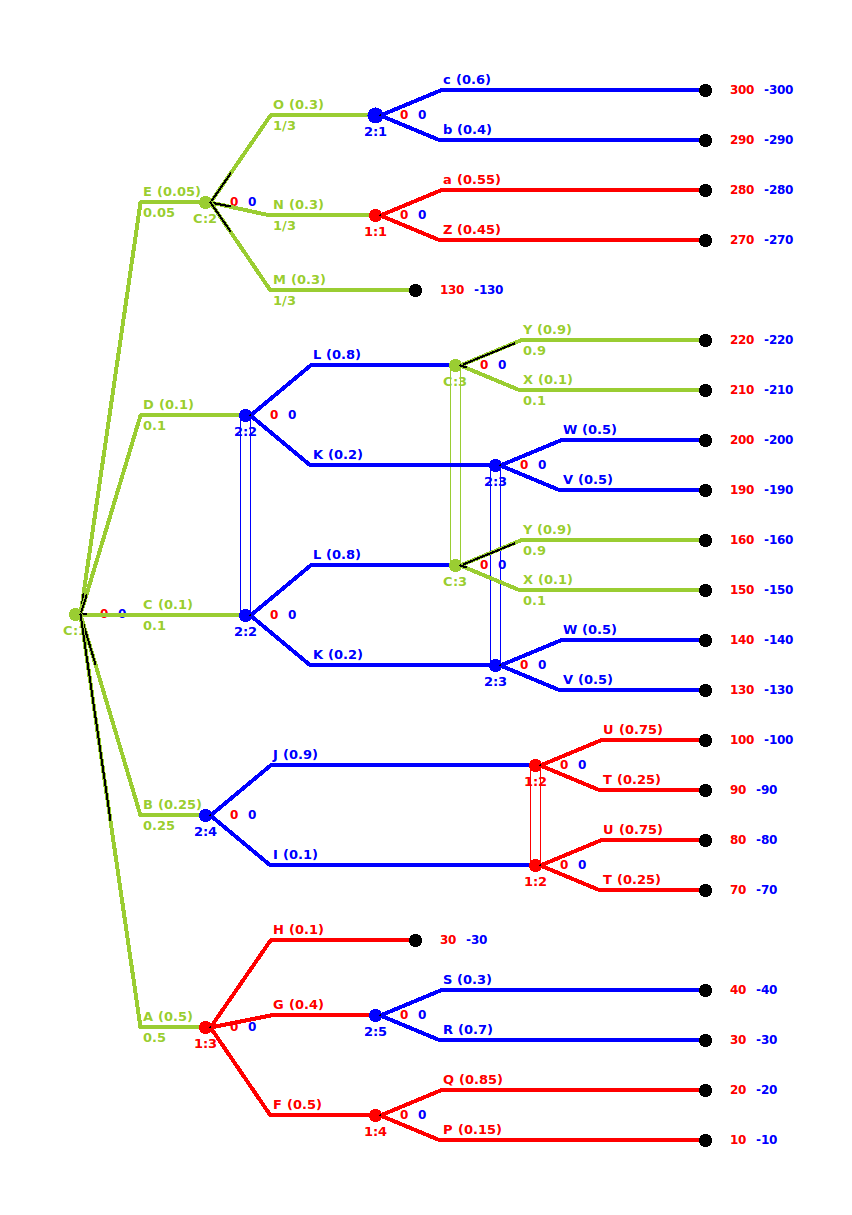 c (0.6)
300 -300
O (0.3)
1/3
2:1
0 0
b (0.4)
290 -290
a (0.55)
280 -280
E (0.05)
0.05
C:2
0 0
N (0.3)
1/3
1:1
0 0
Z (0.45)
270 -270
M (0.3)
1/3
130 -130
Y (0.9)
0.9
220 -220
L (0.8)
C:3
0 0
X (0.1)
0.1
210 -210
D (0.1)
0.1
2:2
0 0
W (0.5)
200 -200
K (0.2)
2:3
0 0
V (0.5)
190 -190
Y (0.9)
0.9
160 -160
L (0.8)
C:3
0 0
X (0.1)
0.1
150 -150
0 0
C (0.1)
0.1
2:2
0 0
W (0.5)
140 -140
K (0.2)
2:3
0 0
V (0.5)
130 -130
U (0.75)
100 -100
J (0.9)
1:2
0 0
T (0.25)
90 -90
B (0.25)
0.25
2:4
0 0
U (0.75)
80 -80
I (0.1)
1:2
0 0
T (0.25)
70 -70
H (0.1)
30 -30
S (0.3)
40 -40
A (0.5)
0.5
1:3
0 0
G (0.4)
2:5
0 0
R (0.7)
30 -30
Q (0.85)
20 -20
F (0.5)
1:4
0 0
P (0.15)
10 -10